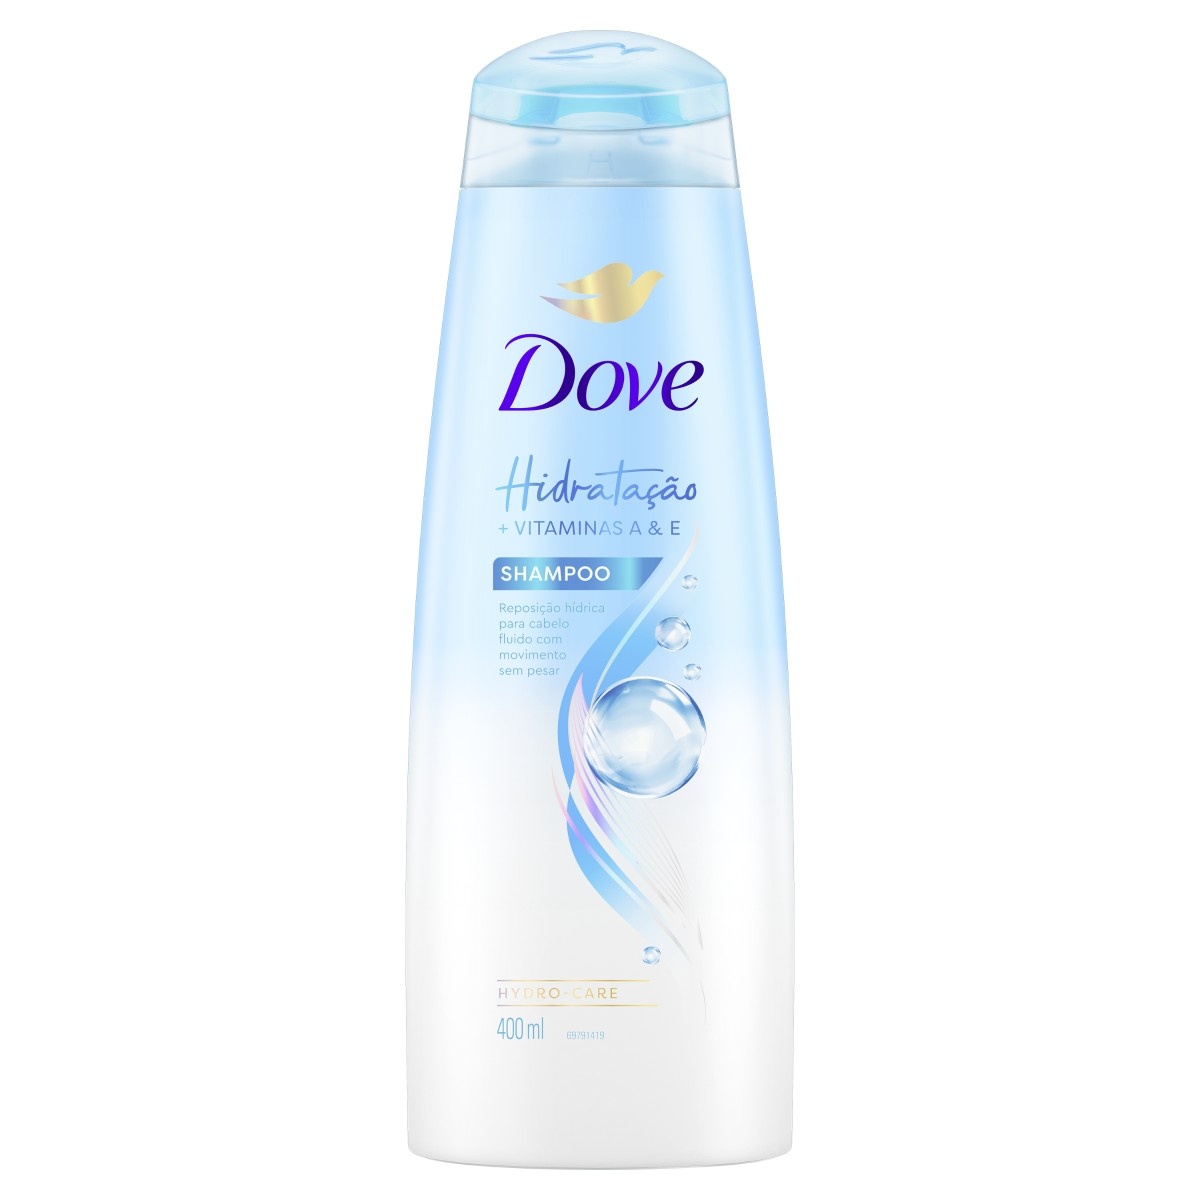 Dove
Hidratação
+ VITAMINAS A & E
SHAMPOO
Reposição hídrica
para cabelo
fluido com
movimento
sem pesar
HYDRO-CARE
400 ml 69791419